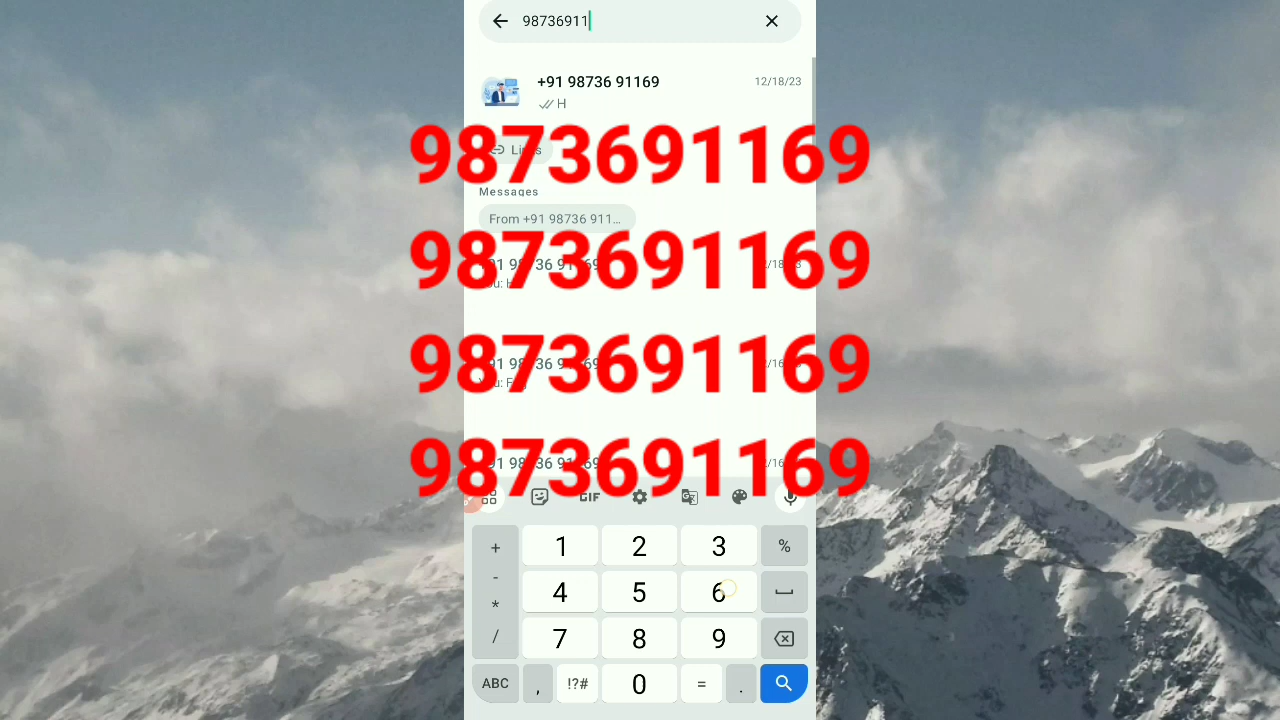 98736911
+91 98736 91169
12/18/23
H
9873691169
Messages
From +91 98736 911...
9873691169
9873691169
9873691169
GIF
+ 1 2 3 %
-
4 5 6
*
/ 7 8 9
ABC , !?# 0 = .